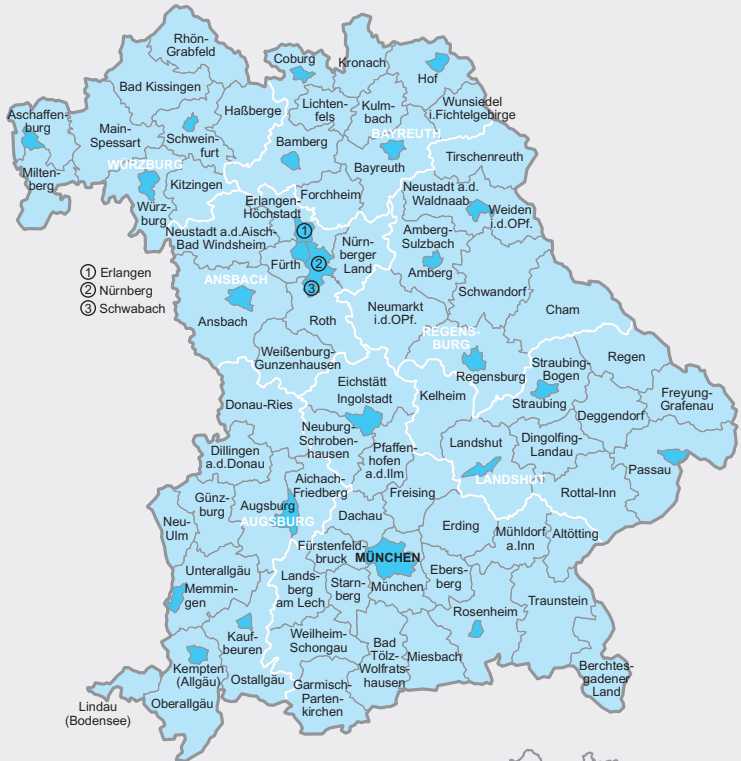 Rhön-
Grabfeld
Coburg
Kronach
Hof
Bad Kissingen
Haßberge
Lichten-
fels
Kulm-
bach
Wunsiedel
i.Fichtelgebirge
Aschaffen-
burg
Main-
Spessart
Schwein-
furt
Bamberg
BAYREUTH
Bayreuth
Tirschenreuth
Milten-
berg
WÜRZBURG
Würz-
burg
Kitzingen
Forchheim
Neustadt a.d.
Waldnaab
Weiden
i.d.OPf.
Erlangen-
Höchstadt
Neustadt a.d.Aisch-
Bad Windsheim
Fürth
1
2
3
Nürn-
berger
Land
Amberg-
Sulzbach
Amberg
Schwandorf
Cham
1 Erlangen
2 Nürnberg
3 Schwabach
ANSBACH
Ansbach
Roth
Neumarkt
i.d.OPf.
REGENS-
BURG
Regensburg
Weißenburg-
Gunzenhausen
Straubing-
Bogen
Straubing
Regen
Freyung-
Grafenau
Deggendorf
Eichstätt
Ingolstadt
Kelheim
Donau-Ries
Neuburg-
Schroben-
hausen
Pfaffen-
hofen
a.d.Ilm
Landshut
LANDSHUT
Dingolfing-
Landau
Passau
Rottal-Inn
Dillingen
a.d.Donau
Aichach-
Friedberg
Freising
Günz-
burg
Augsburg
AUGSBURG
Dachau
Erding
Mühldorf
a.Inn
Altötting
Neu-
Ulm
Fürstenfeld-
bruck
MÜNCHEN
München
Ebers-
berg
Unterallgäu
Memmin-
gen
Lands-
berg
am Lech
Starn-
berg
Rosenheim
Traunstein
Kauf-
beuren
Weilheim-
Schongau
Bad
Tölz-
Wolfrats-
hausen
Miesbach
Berchtes-
gadener
Land
Kempten
(Allgäu)
Ostallgäu
Garmisch-
Parten-
kirchen
Lindau
(Bodensee)
Oberallgäu